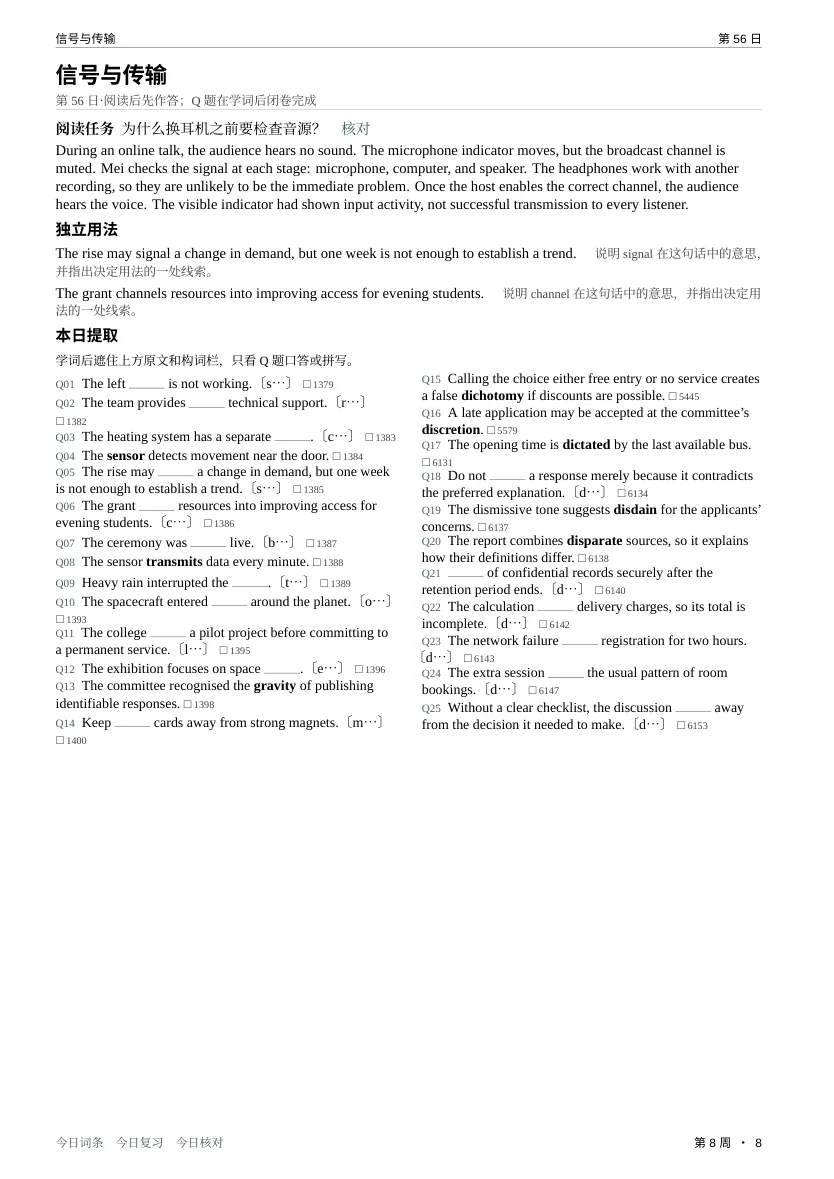 信号与传输 第 56 日
信号与传输
第 56 日·阅读后先作答；Q 题在学词后闭卷完成
阅读任务 为什么换耳机之前要检查音源？ 核对
During an online talk, the audience hears no sound. The microphone indicator moves, but the broadcast channel is
muted. Mei checks the signal at each stage: microphone, computer, and speaker. The headphones work with another
recording, so they are unlikely to be the immediate problem. Once the host enables the correct channel, the audience
hears the voice. The visible indicator had shown input activity, not successful transmission to every listener.
独立用法
The rise may signal a change in demand, but one week is not enough to establish a trend. 说明 signal 在这句话中的意思，
并指出决定用法的一处线索。
The grant channels resources into improving access for evening students. 说明 channel 在这句话中的意思，并指出决定用
法的一处线索。
本日提取
学词后遮住上方原文和构词栏，只看 Q 题口答或拼写。
Q01 The left _____ is not working.〔s···〕 □ 1379
Q02 The team provides _____ technical support.〔r···〕
□ 1382
Q03 The heating system has a separate _____.〔c···〕 □ 1383
Q04 The sensor detects movement near the door. □ 1384
Q05 The rise may _____ a change in demand, but one week
is not enough to establish a trend.〔s···〕 □ 1385
Q06 The grant _____ resources into improving access for
evening students.〔c···〕 □ 1386
Q07 The ceremony was _____ live.〔b···〕 □ 1387
Q08 The sensor transmits data every minute. □ 1388
Q09 Heavy rain interrupted the _____.〔t···〕 □ 1389
Q10 The spacecraft entered _____ around the planet.〔o···〕
□ 1393
Q11 The college _____ a pilot project before committing to
a permanent service.〔l···〕 □ 1395
Q12 The exhibition focuses on space _____.〔e···〕 □ 1396
Q13 The committee recognised the gravity of publishing
identifiable responses. □ 1398
Q14 Keep _____ cards away from strong magnets.〔m···〕
□ 1400
Q15 Calling the choice either free entry or no service creates
a false dichotomy if discounts are possible. □ 5445
Q16 A late application may be accepted at the committee’s
discretion. □ 5579
Q17 The opening time is dictated by the last available bus.
□ 6131
Q18 Do not _____ a response merely because it contradicts
the preferred explanation.〔d···〕 □ 6134
Q19 The dismissive tone suggests disdain for the applicants’
concerns. □ 6137
Q20 The report combines disparate sources, so it explains
how their definitions differ. □ 6138
Q21 _____ of confidential records securely after the
retention period ends.〔d···〕 □ 6140
Q22 The calculation _____ delivery charges, so its total is
incomplete.〔d···〕 □ 6142
Q23 The network failure _____ registration for two hours.
〔d···〕 □ 6143
Q24 The extra session _____ the usual pattern of room
bookings.〔d···〕 □ 6147
Q25 Without a clear checklist, the discussion _____ away
from the decision it needed to make.〔d···〕 □ 6153
今日词条 今日复习 今日核对 第 8 周 • 8